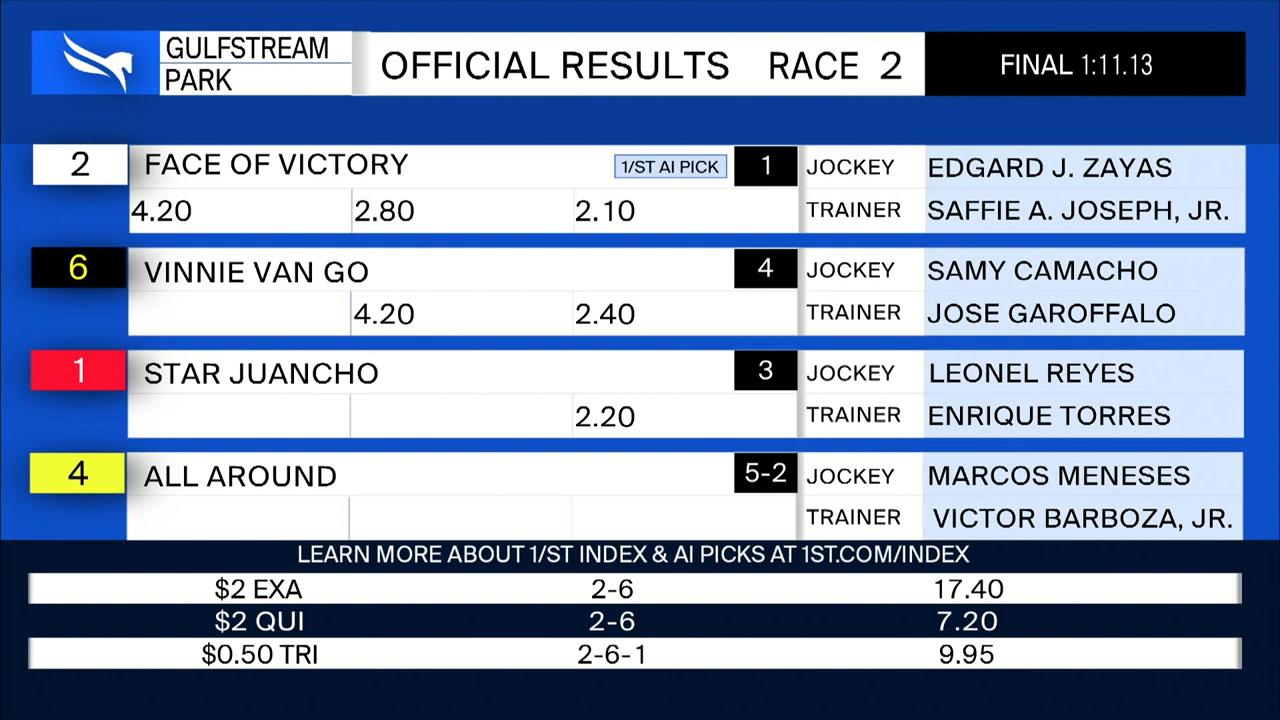 GULFSTREAM
PARK
OFFICIAL RESULTS RACE 2
FINAL 1:11.13
2 FACE OF VICTORY 1/ST AI PICK 1 JOCKEY EDGARD J. ZAYAS
4.20 2.80 2.10 TRAINER SAFFIE A. JOSEPH, JR.
6 VINNIE VAN GO 4 JOCKEY SAMY CAMACHO
4.20 2.40 TRAINER JOSE GAROFFALO
1 STAR JUANCHO 3 JOCKEY LEONEL REYES
2.20 TRAINER ENRIQUE TORRES
4 ALL AROUND 5-2 JOCKEY MARCOS MENESES
TRAINER VICTOR BARBOZA, JR.
LEARN MORE ABOUT 1/ST INDEX & AI PICKS AT 1ST.COM/INDEX
$2 EXA 2-6 17.40
$2 QUI 2-6 7.20
$0.50 TRI 2-6-1 9.95